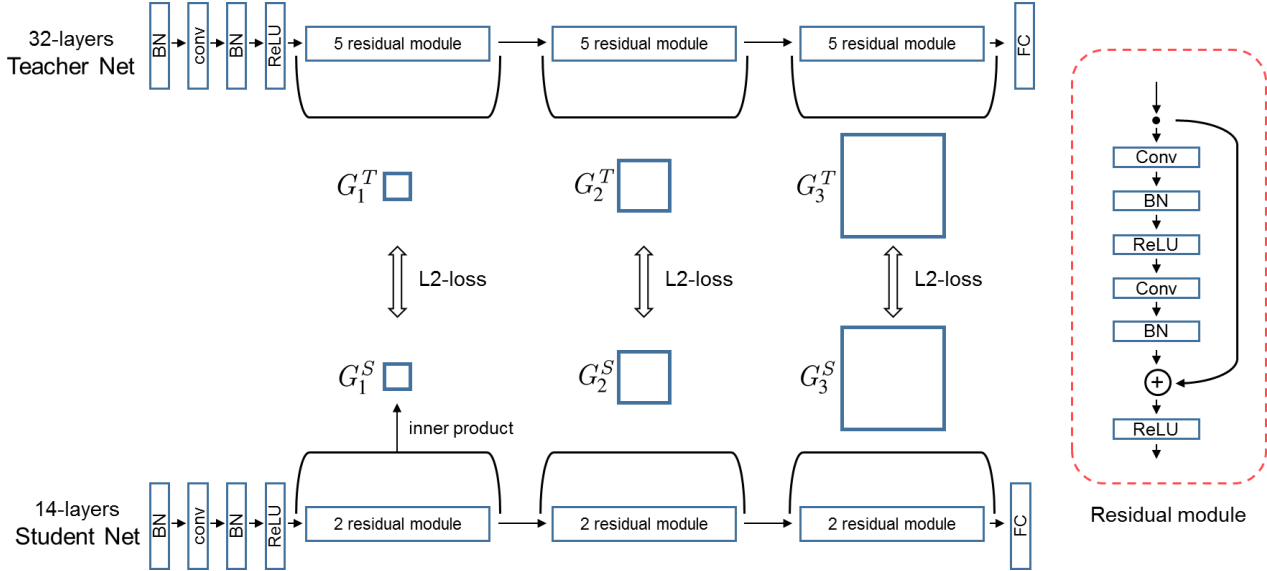 32-layers
Teacher Net
BN
conv
BN
ReLU
5 residual module
5 residual module
5 residual module
FC
G_1^T
G_2^T
G_3^T
L2-loss
L2-loss
L2-loss
G_1^S
G_2^S
G_3^S
inner product
14-layers
Student Net
BN
conv
BN
ReLU
2 residual module
2 residual module
2 residual module
FC
Conv
BN
ReLU
Conv
BN
+
ReLU
Residual module